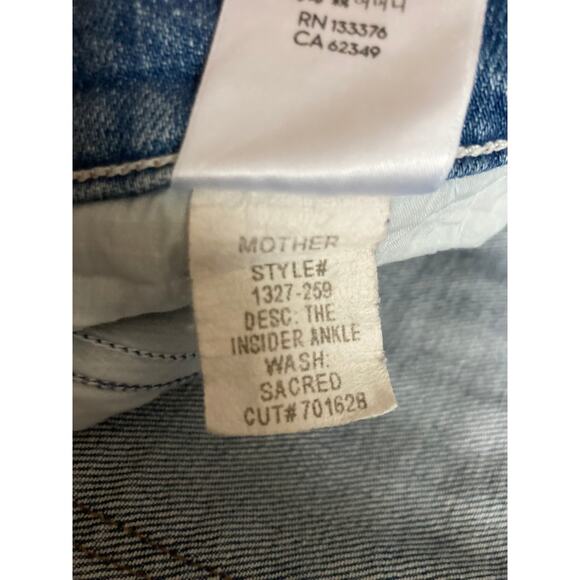 RN 133376
CA 62349
MOTHER
STYLE#
1327-259
DESC: THE
INSIDER ANKLE
WASH:
SACRED
CUT#701628